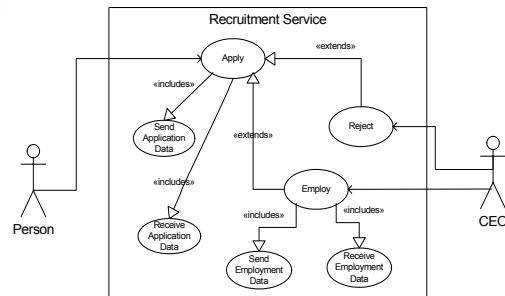 Recruitment Service
Apply
«extends»
«includes»
Send
Application
Data
«extends»
Reject
«includes»
Employ
Person
CEO
Receive
Application
Data
«includes»
«includes»
Send
Employment
Data
Receive
Employment
Data